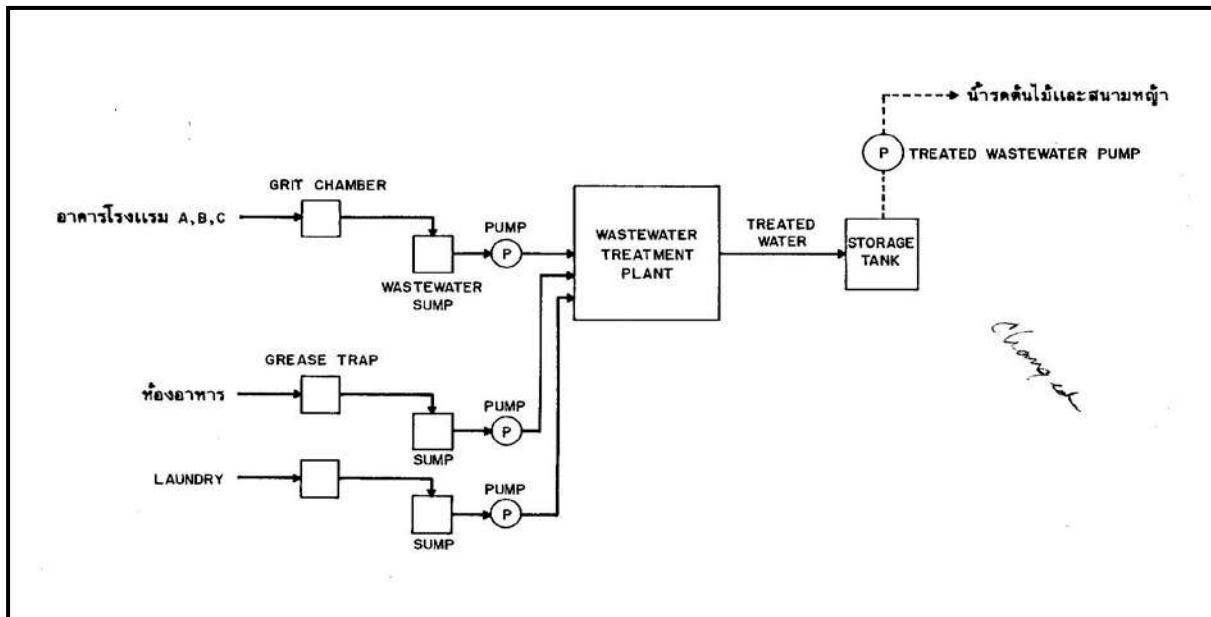 น้ำรดต้นไม้และสนามหญ้า
P
TREATED WASTEWATER PUMP
GRIT CHAMBER
อาคารโรงแรม A,B,C
PUMP
P
WASTEWATER
SUMP
WASTEWATER
TREATMENT
PLANT
TREATED
WATER
STORAGE
TANK
Changed
GREASE TRAP
ห้องอาหาร
PUMP
P
SUMP
LAUNDRY
PUMP
P
SUMP